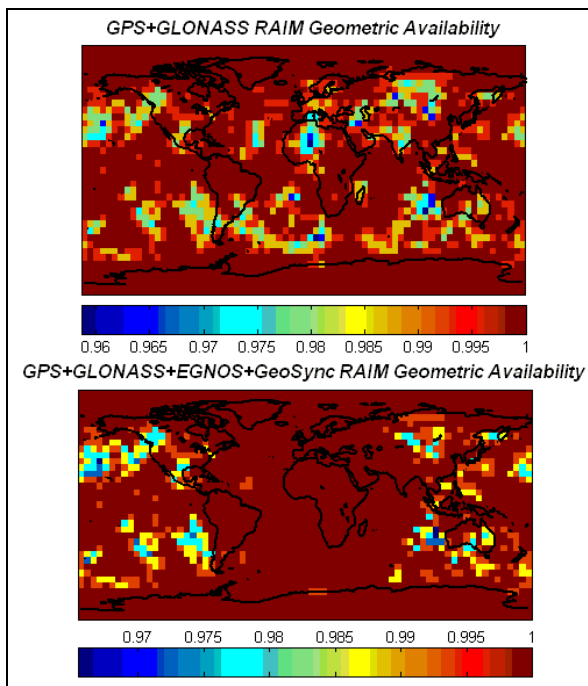 GPS+GLONASS RAIM Geometric Availability
0.96 0.965 0.97 0.975 0.98 0.985 0.99 0.995 1
GPS+GLONASS+EGNOS+GeoSync RAIM Geometric Availability
0.97 0.975 0.98 0.985 0.99 0.995 1